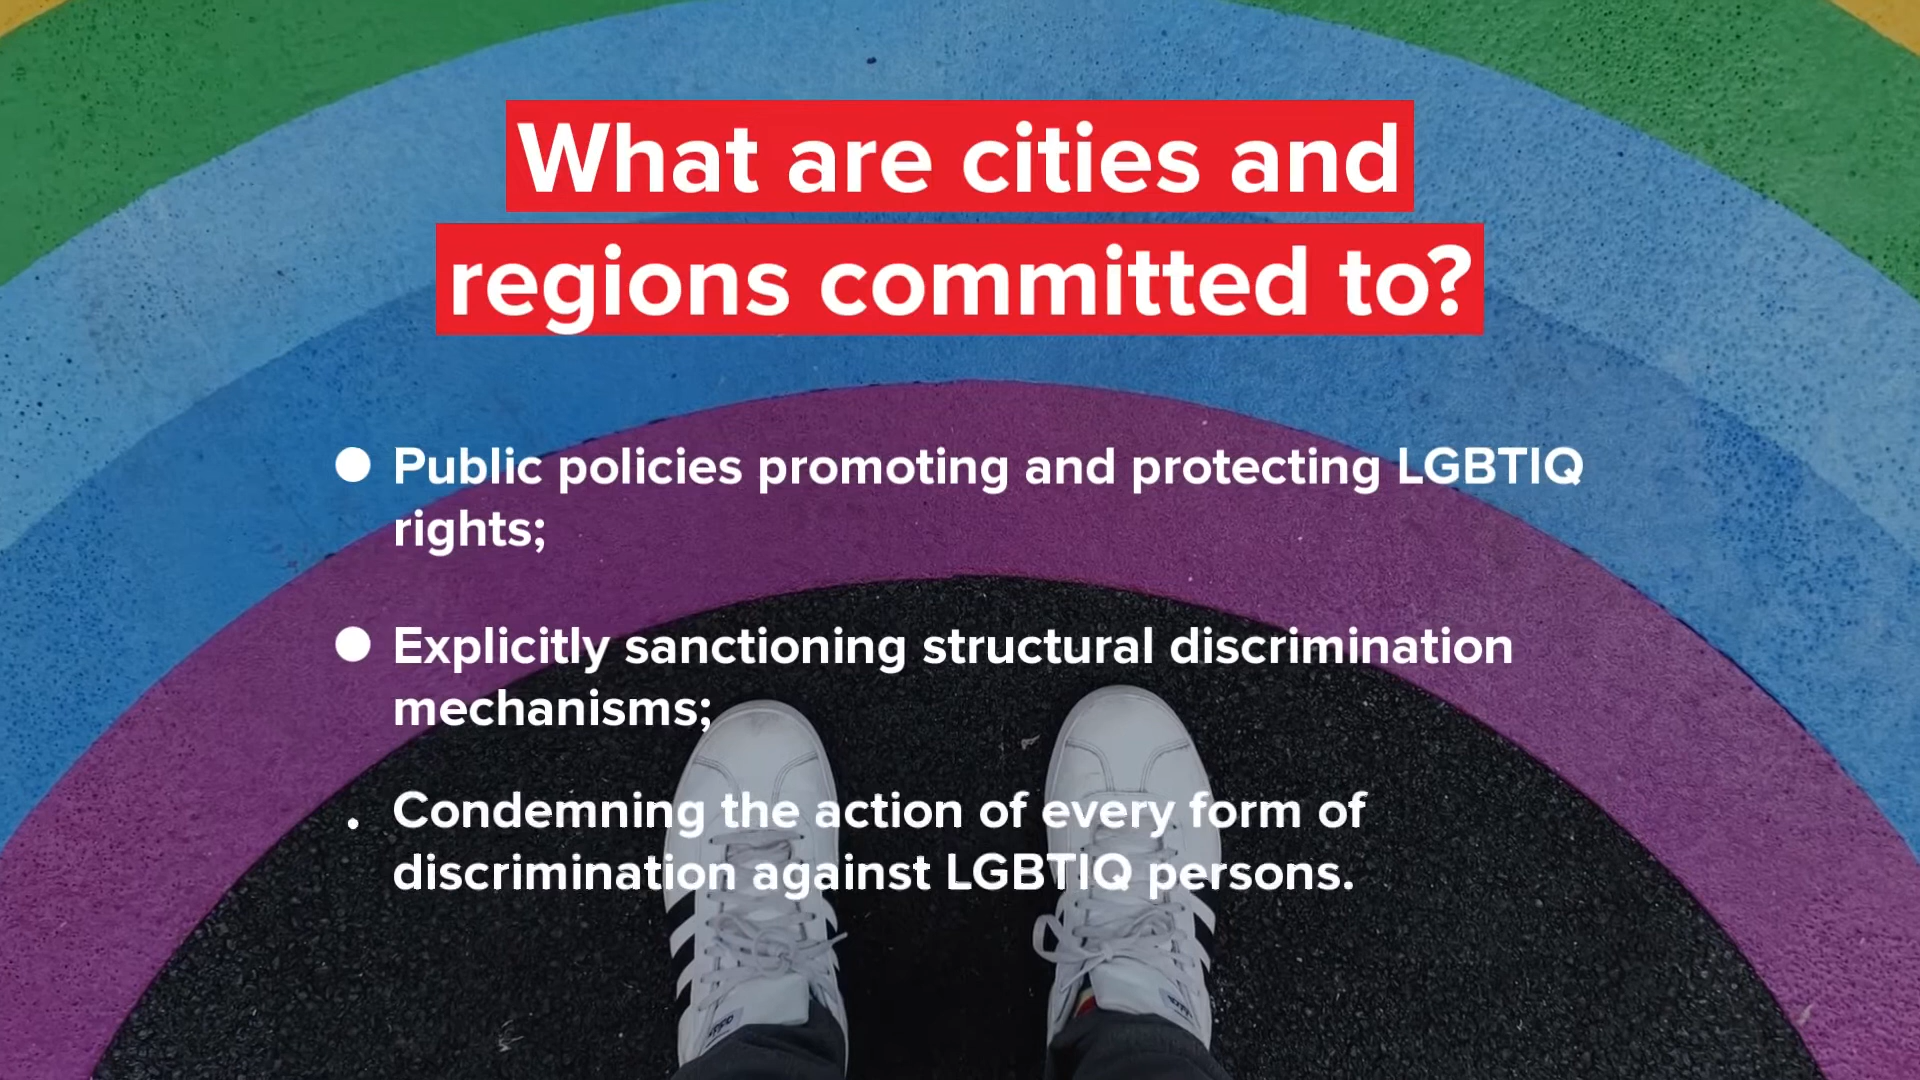 What are cities and
regions committed to?
● Public policies promoting and protecting LGBTIQ
rights;
● Explicitly sanctioning structural discrimination
mechanisms;
. Condemning the action of every form of
discrimination against LGBTIQ persons.